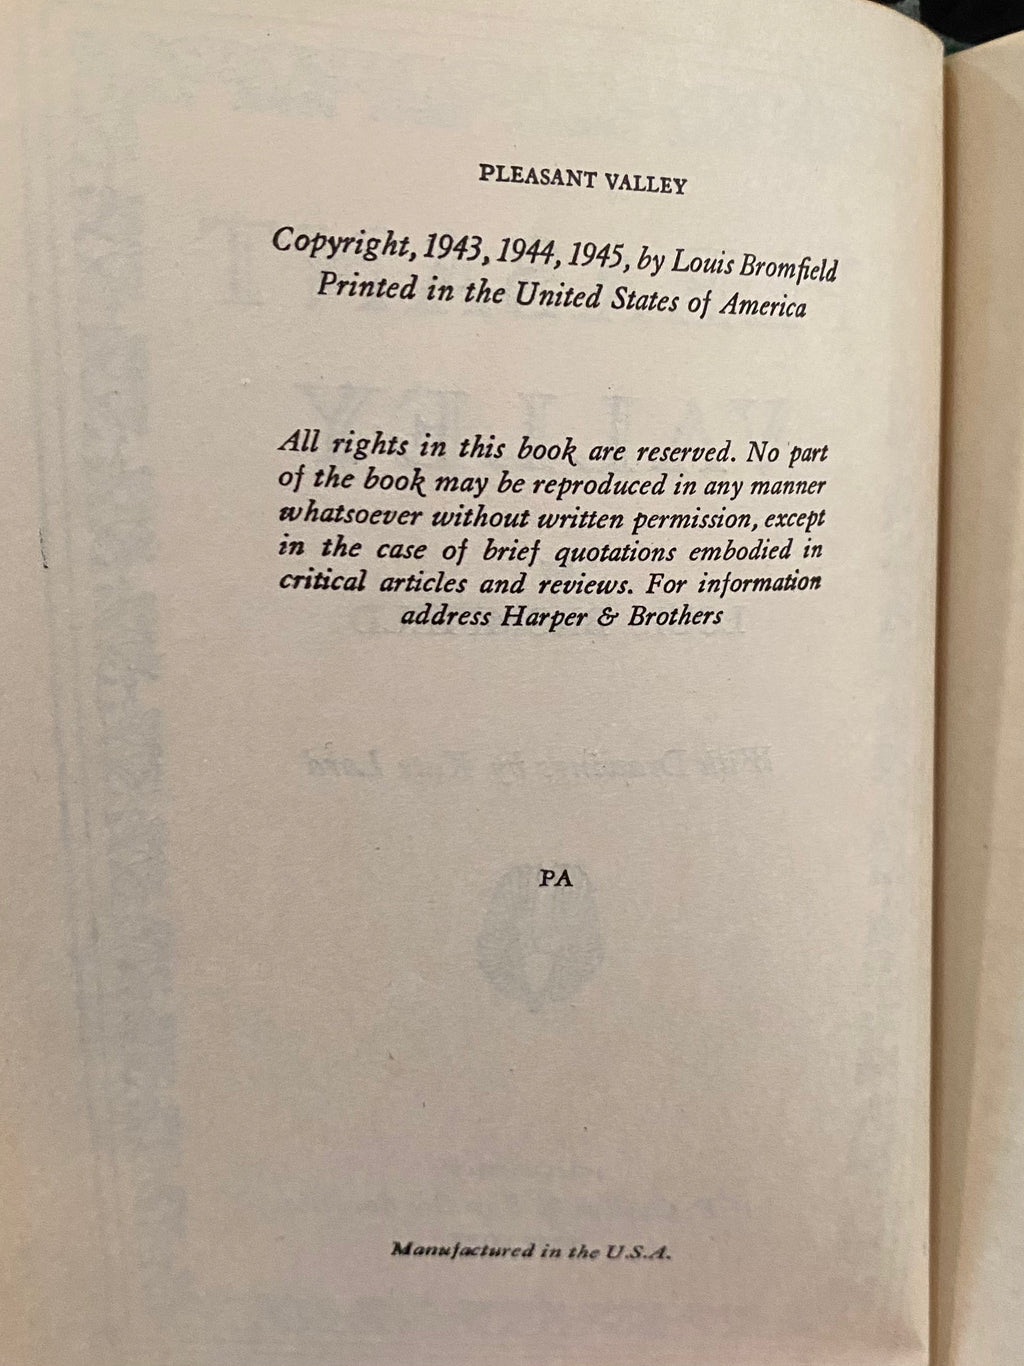 PLEASANT VALLEY
Copyright, 1943, 1944, 1945, by Louis Bromfield
Printed in the United States of America
All rights in this book are reserved. No part
of the book may be reproduced in any manner
whatsoever without written permission, except
in the case of brief quotations embodied in
critical articles and reviews. For information
address Harper & Brothers
PA
Manufactured in the U.S.A.